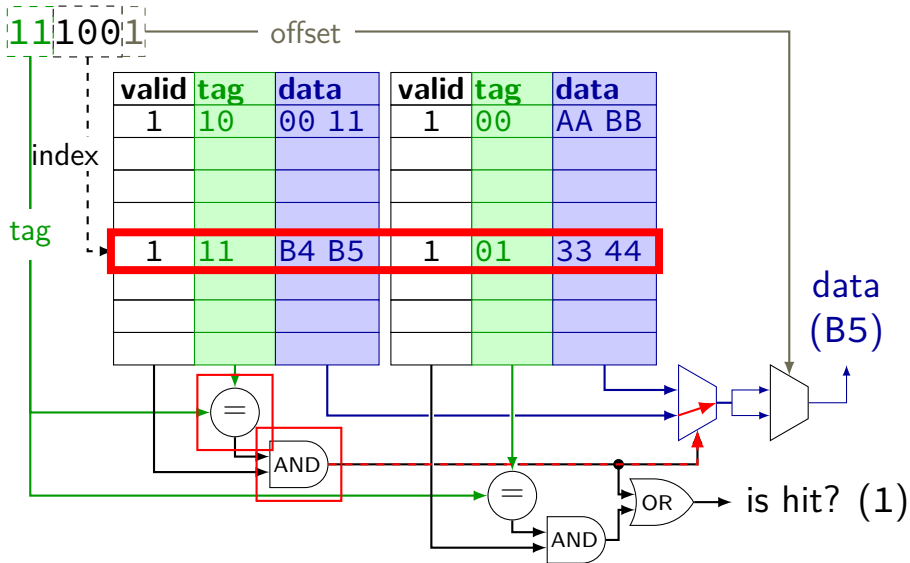 111001
offset
valid tag data valid tag data
1 10 00 11 1 00 AA BB
index
tag
1 11 B4 B5 1 01 33 44
data
(B5)
=
AND
=
OR
is hit? (1)
AND